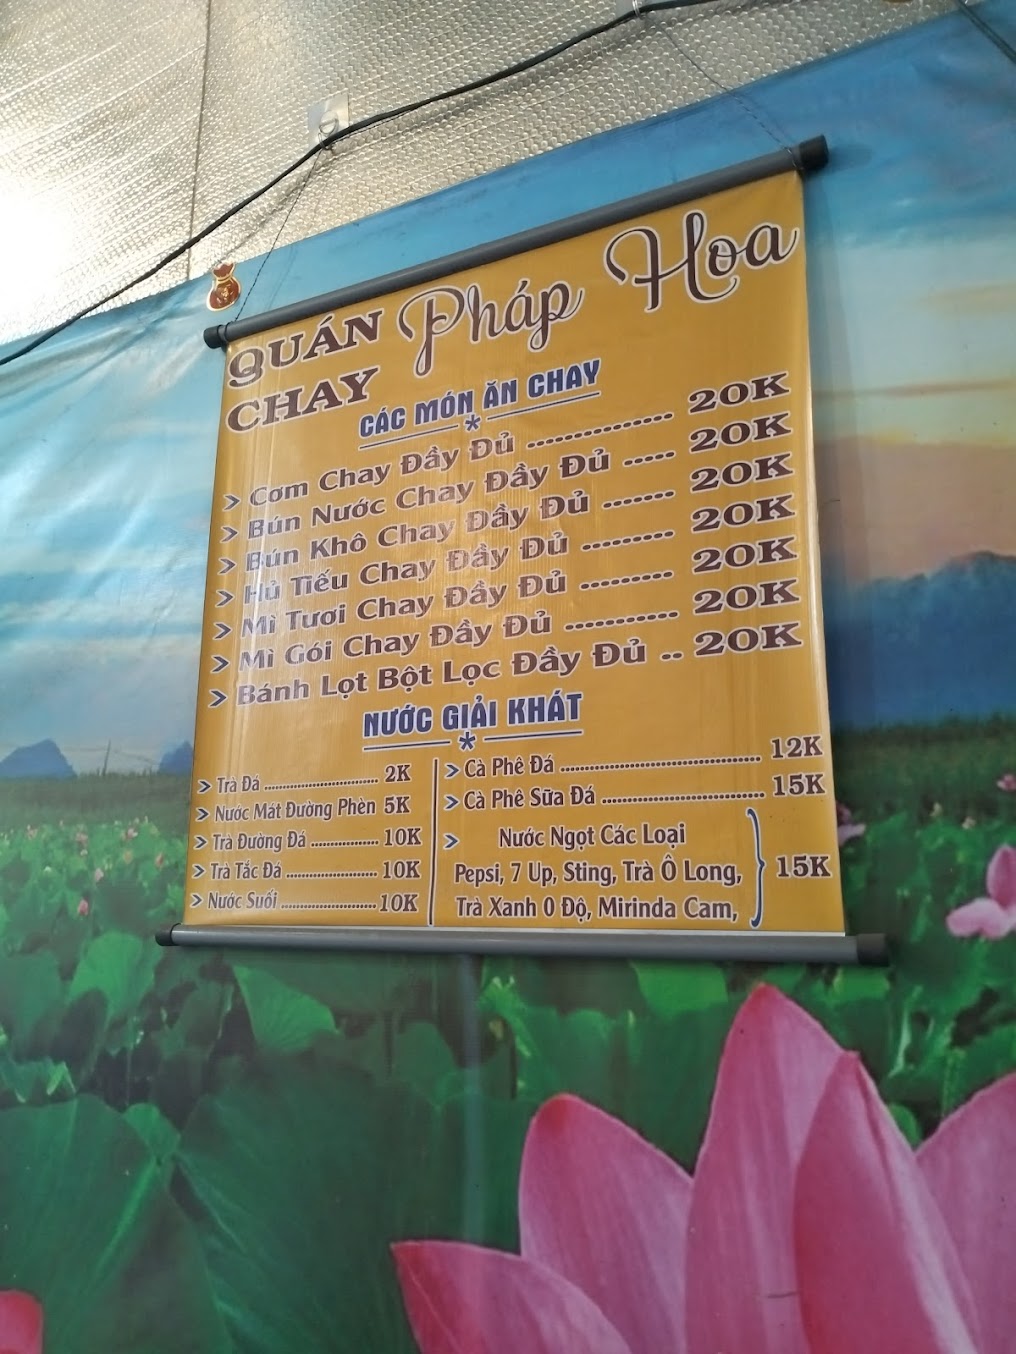 QUÁN CHAY Pháp Hoa
CÁC MÓN ĂN CHAY
Cơm Chay Đầy Đủ ............... 20K
Bún Nước Chay Đầy Đủ ..... 20K
Bún Khô Chay Đầy Đủ ....... 20K
Hủ Tiếu Chay Đầy Đủ ......... 20K
Mì Tươi Chay Đầy Đủ ......... 20K
Mì Gói Chay Đầy Đủ ........... 20K
Bánh Lọt Bột Lọc Đầy Đủ .. 20K
NƯỚC GIẢI KHÁT
Trà Đá ............................ 2K
Nước Mát Đường Phèn 5K
Trà Đường Đá ................. 10K
Trà Tắc Đá ...................... 10K
Nước Suối ....................... 10K
Cà Phê Đá ........................................ 12K
Cà Phê Sữa Đá ................................ 15K
Nước Ngọt Các Loại
Pepsi, 7 Up, Sting, Trà Ô Long, 15K
Trà Xanh 0 Độ, Mirinda Cam,